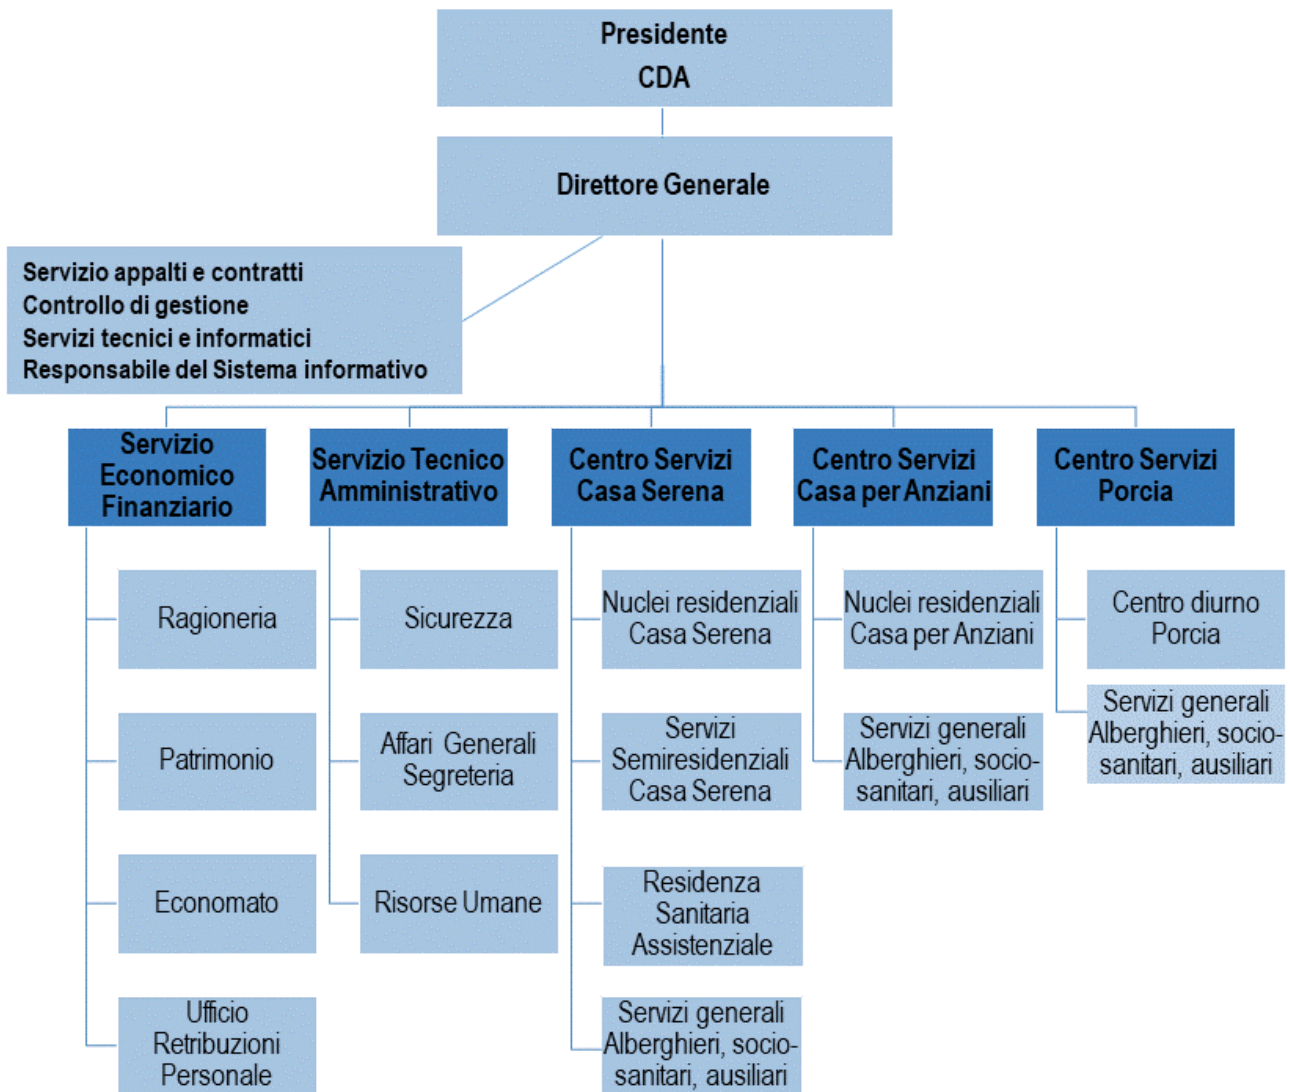 Presidente
CDA
Direttore Generale
Servizio appalti e contratti
Controllo di gestione
Servizi tecnici e informatici
Responsabile del Sistema informativo
Servizio
Economico
Finanziario
Ragioneria
Patrimonio
Economato
Ufficio
Retribuzioni
Personale
Servizio Tecnico
Amministrativo
Sicurezza
Affari Generali
Segreteria
Risorse Umane
Centro Servizi
Casa Serena
Nuclei residenziali
Casa Serena
Servizi
Semiresidenziali
Casa Serena
Residenza
Sanitaria
Assistenziale
Servizi generali
Alberghieri, socio-
sanitari, ausiliari
Centro Servizi
Casa per Anziani
Nuclei residenziali
Casa per Anziani
Servizi generali
Alberghieri, socio-
sanitari, ausiliari
Centro Servizi
Porcia
Centro diurno
Porcia
Servizi generali
Alberghieri, socio-
sanitari, ausiliari